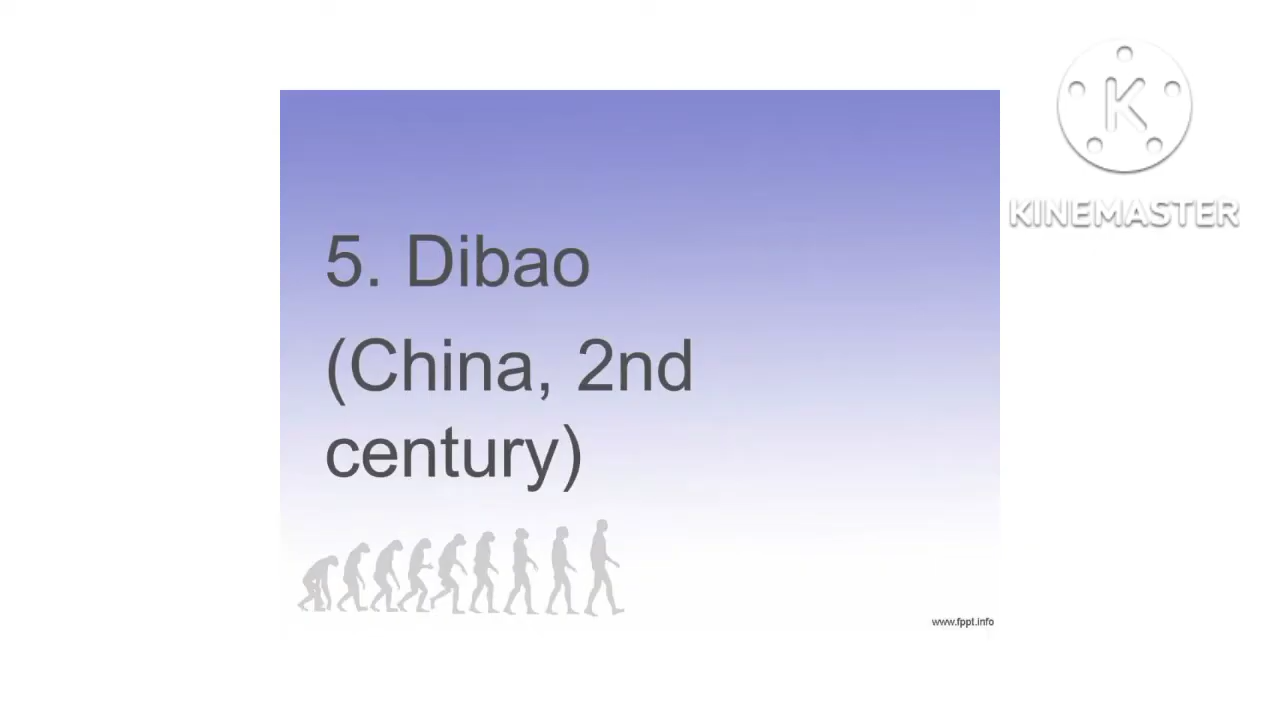 K
KINEMASTER
5. Dibao
(China, 2nd
century)
www.fppt.info